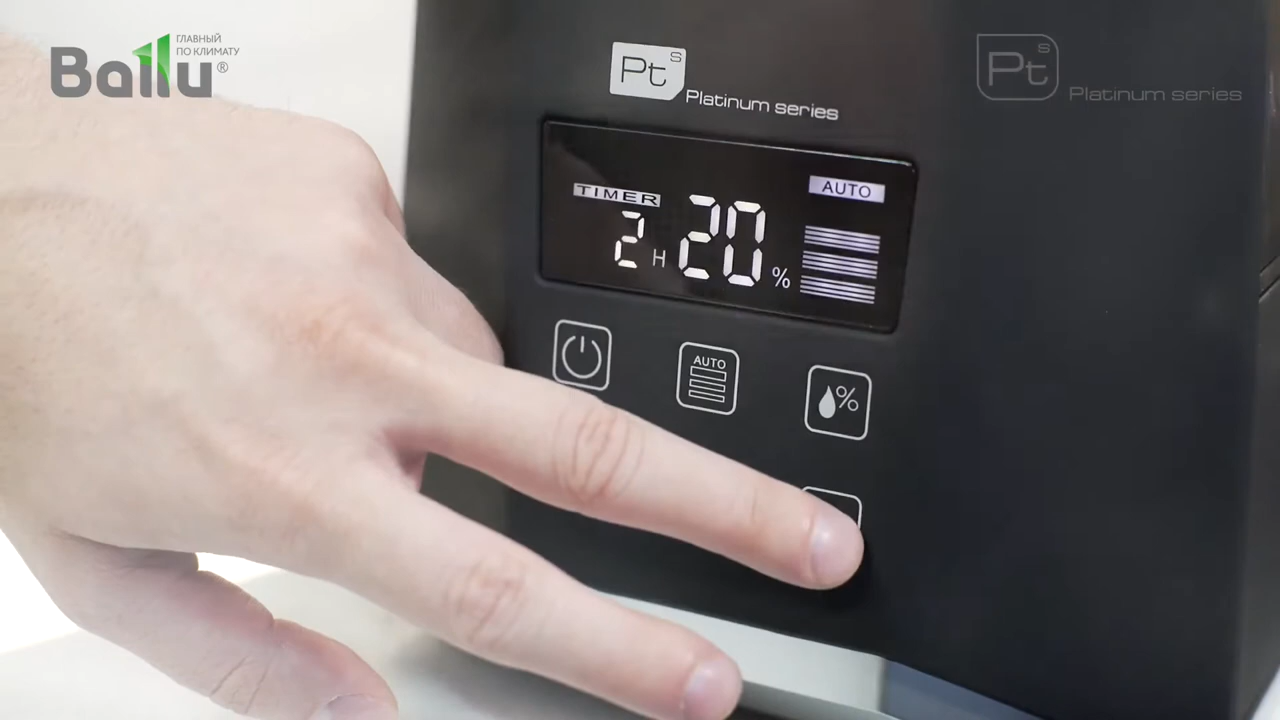 Ballu®
ГЛАВНЫЙ
ПО КЛИМАТУ
Pt S
Platinum series
Pt S
Platinum series
TIMER
2 H 20 %
AUTO
AUTO
%